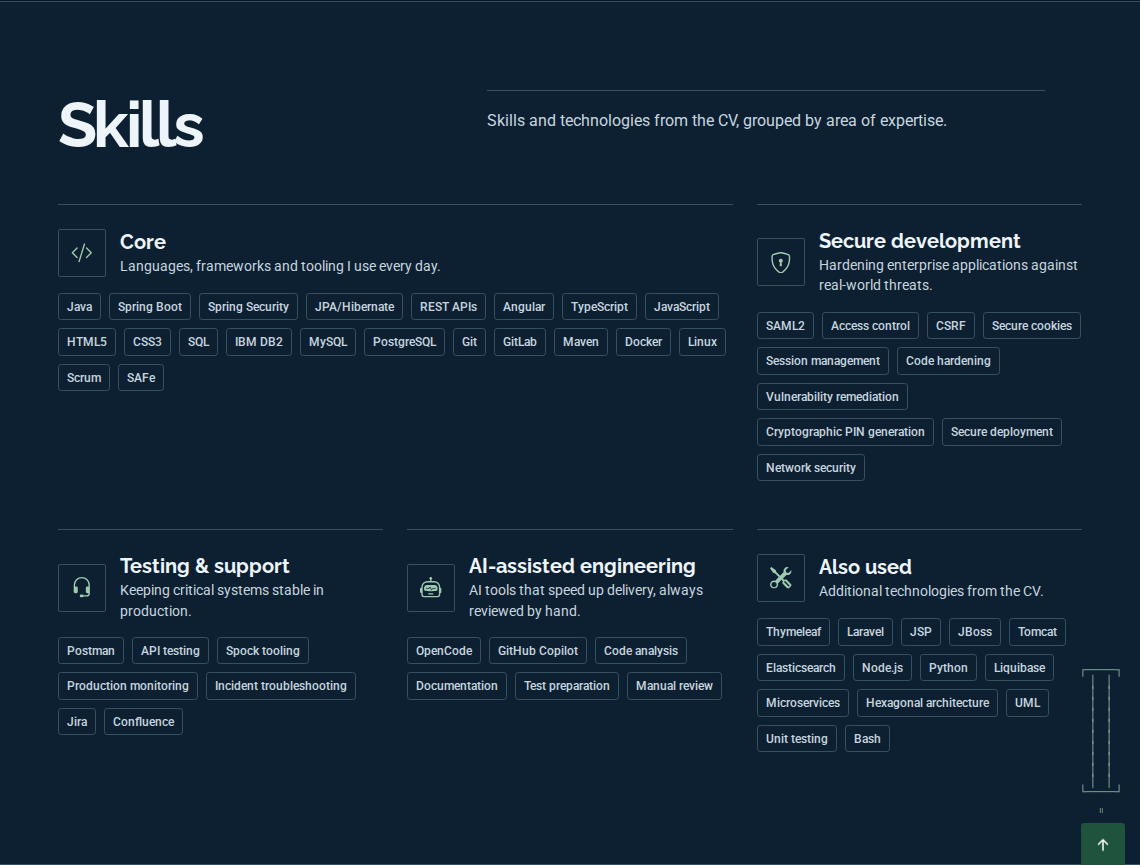 Skills
Skills and technologies from the CV, grouped by area of expertise.
Core
Languages, frameworks and tooling I use every day.
Java Spring Boot Spring Security JPA/Hibernate REST APIs Angular TypeScript JavaScript
HTML5 CSS3 SQL IBM DB2 MySQL PostgreSQL Git GitLab Maven Docker Linux
Scrum SAFe
Secure development
Hardening enterprise applications against
real-world threats.
SAML2 Access control CSRF Secure cookies
Session management Code hardening
Vulnerability remediation
Cryptographic PIN generation Secure deployment
Network security
Testing & support
Keeping critical systems stable in
production.
Postman API testing Spock tooling
Production monitoring Incident troubleshooting
Jira Confluence
AI-assisted engineering
AI tools that speed up delivery, always
reviewed by hand.
OpenCode GitHub Copilot Code analysis
Documentation Test preparation Manual review
Also used
Additional technologies from the CV.
Thymeleaf Laravel JSP JBoss Tomcat
Elasticsearch Node.js Python Liquibase
Microservices Hexagonal architecture UML
Unit testing Bash